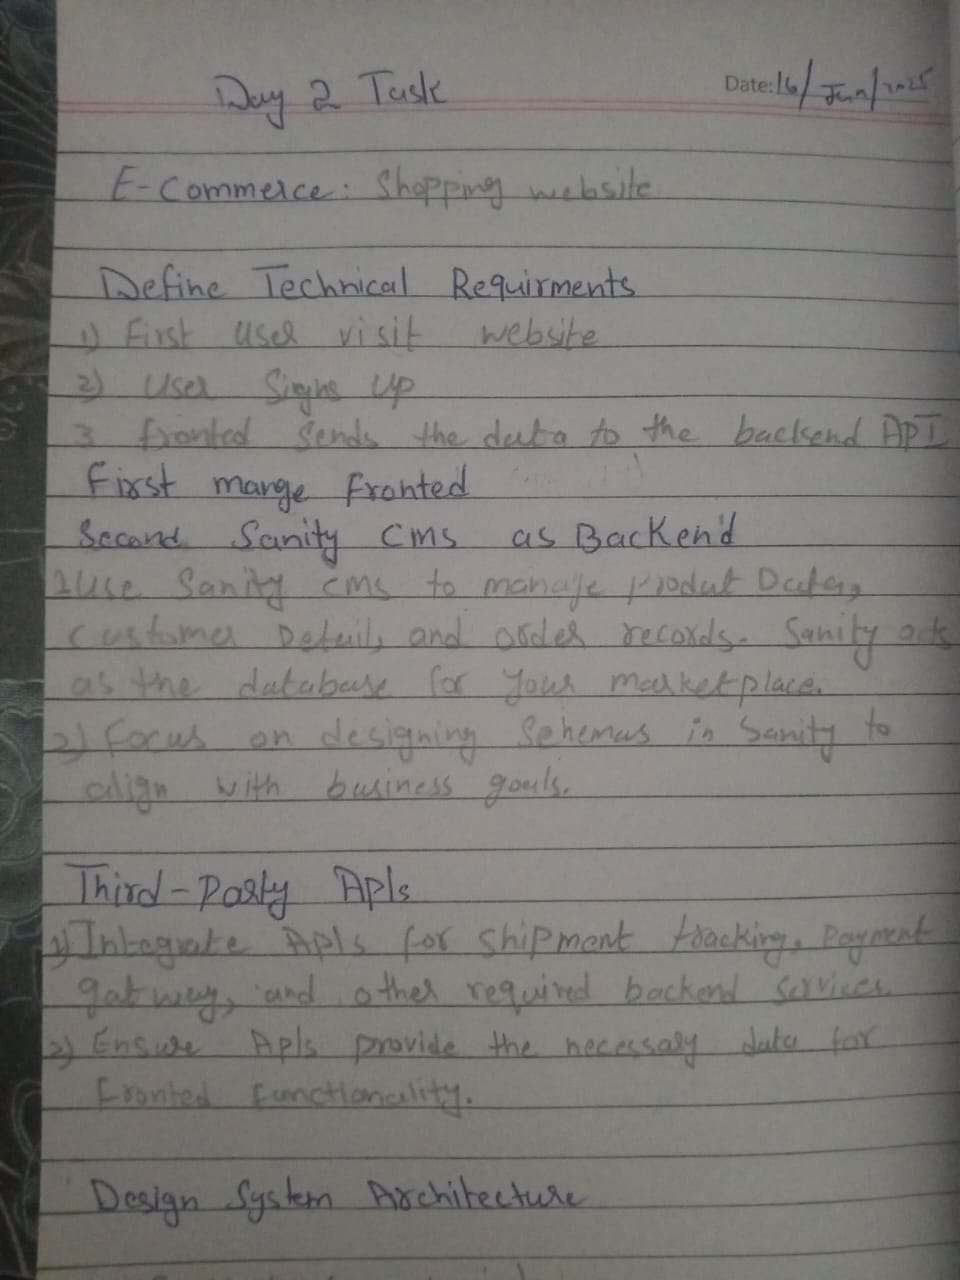 Day 2 Task
Date: 16/Jan/2025
E-Commerce: Shopping website
Define Technical Requirments
1) First User visit website
2) User Signs Up
3 fronted Sends the data to the backend API
First mange Fronted
Second Sanity CMS as Backend
1 Use Sanity cms to manage produt Data,
Customer Details and order records. Sanity acts
as the database for your marketplace.
2) Focus on designing Schemas in Sanity to
align with business goals.
Third-Party APIs
1) Integrate APIs for shipment tracking, Payment
gatway, and other required backend services.
2) Ensure APIs provide the necessary data for
Fronted Functionality.
Design System Architecture